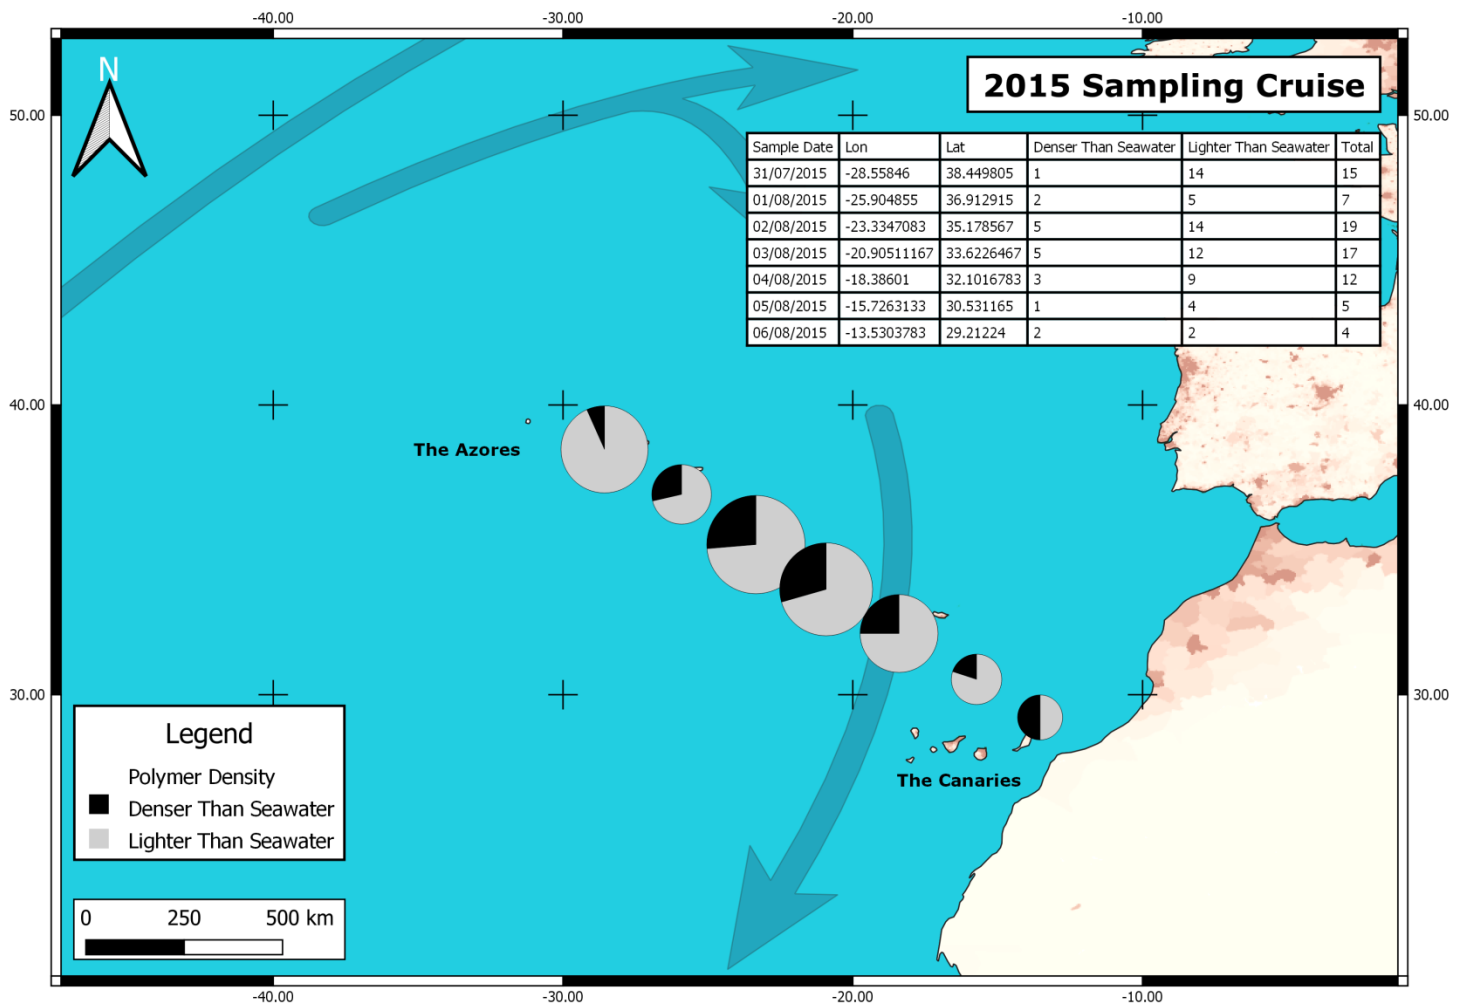 -40.00 -30.00 -20.00 -10.00
N
2015 Sampling Cruise
50.00 50.00
Sample Date Lon Lat Denser Than Seawater Lighter Than Seawater Total
31/07/2015 -28.55846 38.449805 1 14 15
01/08/2015 -25.904855 36.912915 2 5 7
02/08/2015 -23.3347083 35.178567 5 14 19
03/08/2015 -20.90511167 33.6226467 5 12 17
04/08/2015 -18.38601 32.1016783 3 9 12
05/08/2015 -15.7263133 30.531165 1 4 5
06/08/2015 -13.5303783 29.21224 2 2 4
40.00 40.00
The Azores
30.00 30.00
Legend
Polymer Density
Denser Than Seawater
Lighter Than Seawater
The Canaries
0 250 500 km
-40.00 -30.00 -20.00 -10.00